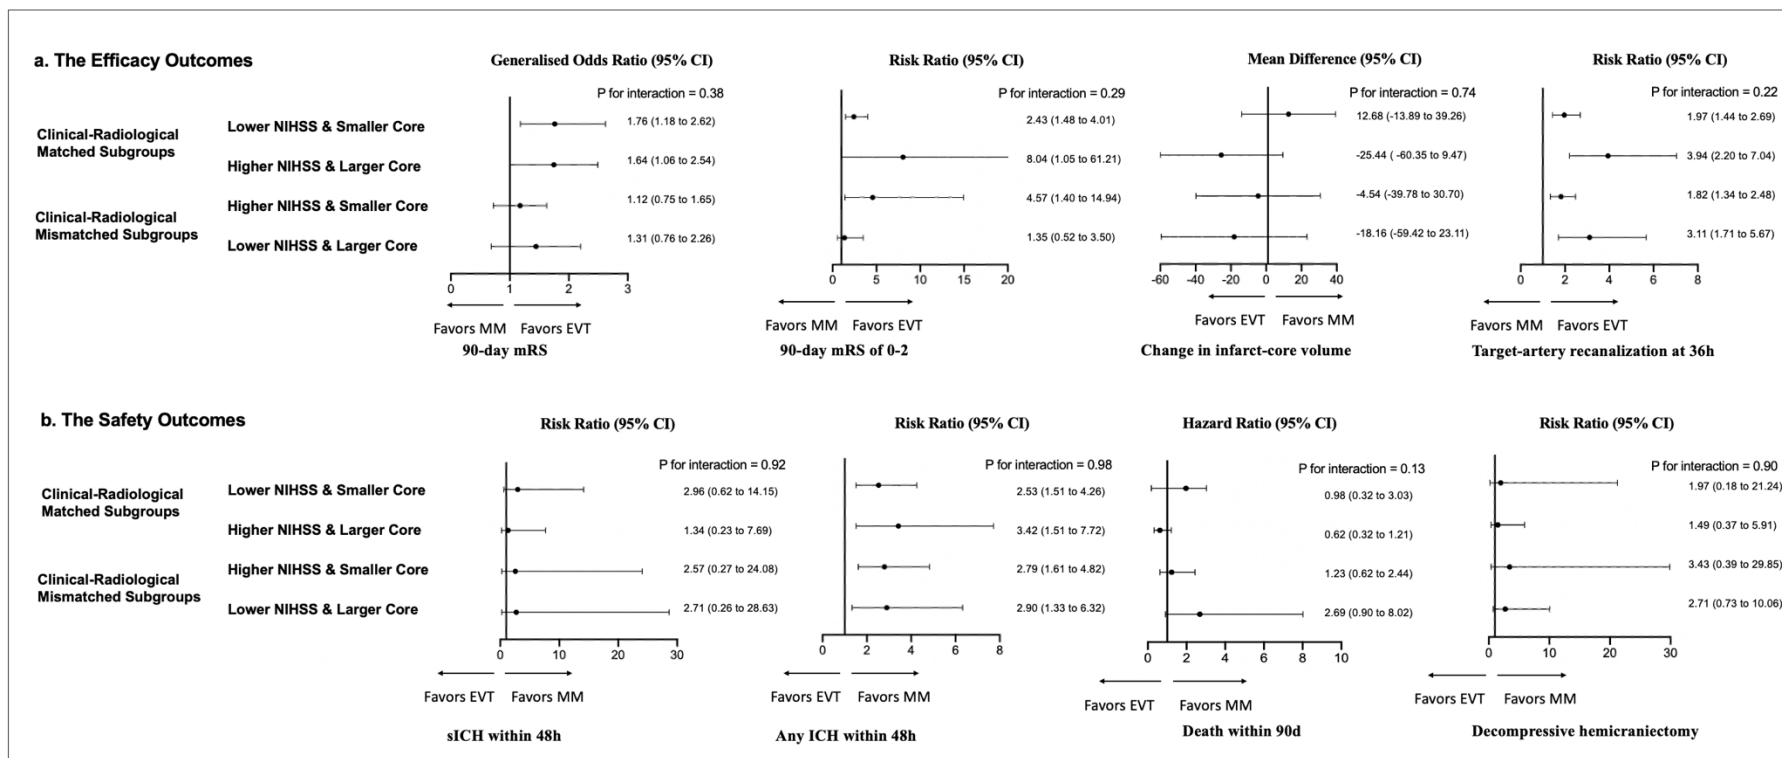 a. The Efficacy Outcomes
Generalised Odds Ratio (95% CI)
Risk Ratio (95% CI)
Mean Difference (95% CI)
Risk Ratio (95% CI)
P for interaction = 0.38
P for interaction = 0.29
P for interaction = 0.74
P for interaction = 0.22
Clinical-Radiological
Matched Subgroups
Lower NIHSS & Smaller Core
1.76 (1.18 to 2.62)
2.43 (1.48 to 4.01)
12.68 (-13.89 to 39.26)
1.97 (1.44 to 2.69)
Higher NIHSS & Larger Core
1.64 (1.06 to 2.54)
8.04 (1.05 to 61.21)
-25.44 ( -60.35 to 9.47)
3.94 (2.20 to 7.04)
Clinical-Radiological
Mismatched Subgroups
Higher NIHSS & Smaller Core
1.12 (0.75 to 1.65)
4.57 (1.40 to 14.94)
-4.54 (-39.78 to 30.70)
1.82 (1.34 to 2.48)
Lower NIHSS & Larger Core
1.31 (0.76 to 2.26)
1.35 (0.52 to 3.50)
-18.16 (-59.42 to 23.11)
3.11 (1.71 to 5.67)
0 1 2 3
0 5 10 15 20
-60 -40 -20 0 20 40
0 2 4 6 8
Favors MM Favors EVT
Favors MM Favors EVT
Favors EVT Favors MM
Favors MM Favors EVT
90-day mRS
90-day mRS of 0-2
Change in infarct-core volume
Target-artery recanalization at 36h
b. The Safety Outcomes
Risk Ratio (95% CI)
Risk Ratio (95% CI)
Hazard Ratio (95% CI)
Risk Ratio (95% CI)
P for interaction = 0.92
P for interaction = 0.98
P for interaction = 0.13
P for interaction = 0.90
Clinical-Radiological
Matched Subgroups
Lower NIHSS & Smaller Core
2.96 (0.62 to 14.15)
2.53 (1.51 to 4.26)
0.98 (0.32 to 3.03)
1.97 (0.18 to 21.24)
Higher NIHSS & Larger Core
1.34 (0.23 to 7.69)
3.42 (1.51 to 7.72)
0.62 (0.32 to 1.21)
1.49 (0.37 to 5.91)
Clinical-Radiological
Mismatched Subgroups
Higher NIHSS & Smaller Core
2.57 (0.27 to 24.08)
2.79 (1.61 to 4.82)
1.23 (0.62 to 2.44)
3.43 (0.39 to 29.85)
Lower NIHSS & Larger Core
2.71 (0.26 to 28.63)
2.90 (1.33 to 6.32)
2.69 (0.90 to 8.02)
2.71 (0.73 to 10.06)
0 10 20 30
0 2 4 6 8
0 2 4 6 8 10
0 10 20 30
Favors EVT Favors MM
Favors EVT Favors MM
Favors EVT Favors MM
Favors EVT Favors MM
sICH within 48h
Any ICH within 48h
Death within 90d
Decompressive hemicraniectomy